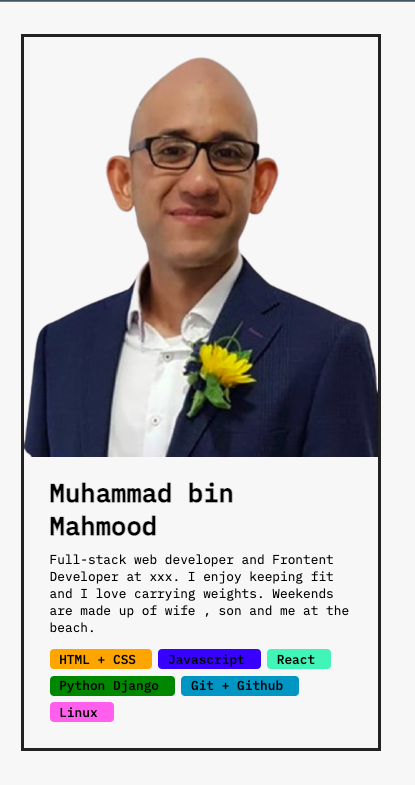 Muhammad bin
Mahmood
Full-stack web developer and Frontent
Developer at xxx. I enjoy keeping fit
and I love carrying weights. Weekends
are made up of wife , son and me at the
beach.
HTML + CSS Javascript React
Python Django Git + Github
Linux